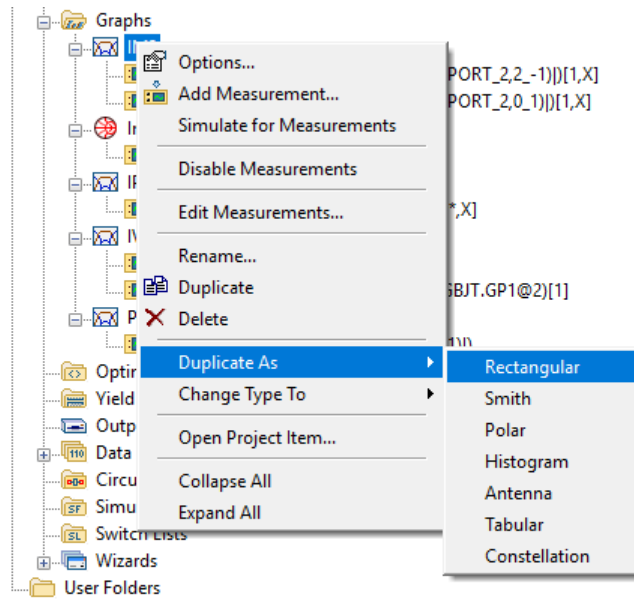 Graphs
Options...
PORT_2,2_-1)|)[1,X]
Add Measurement...
PORT_2,0_1)|)[1,X]
Simulate for Measurements
Disable Measurements
Edit Measurements...
*,X]
Rename...
Duplicate
GBJT.GP1@2)[1]
Delete
Duplicate As
Rectangular
Optin
Change Type To
Smith
Yield
Polar
Outp
Open Project Item...
Histogram
Data
Circu
Collapse All
Antenna
Simu
Expand All
Tabular
Switch Lists
Constellation
Wizards
User Folders